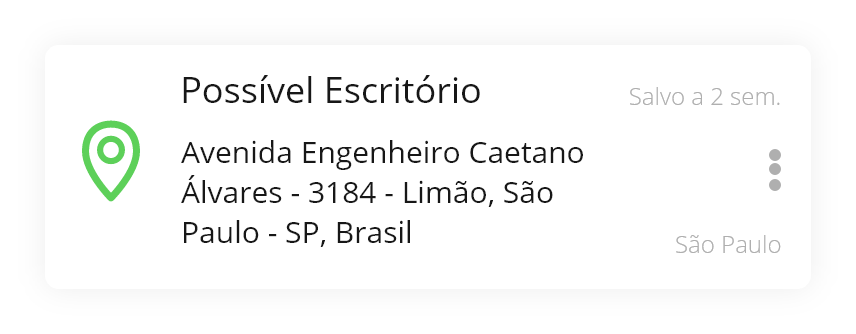 Possível Escritório
Salvo a 2 sem.
Avenida Engenheiro Caetano
Álvares - 3184 - Limão, São
Paulo - SP, Brasil
São Paulo